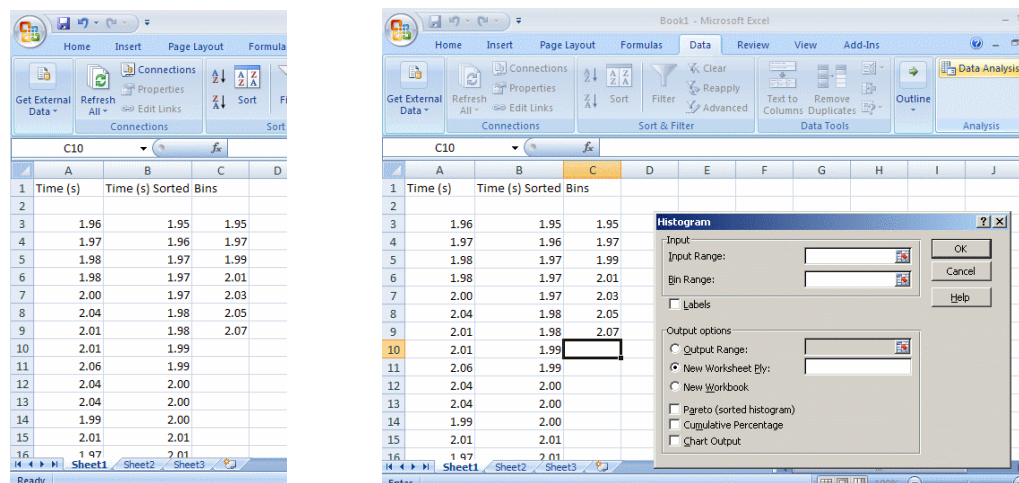 Home Insert Page Layout Formula
Get External Data
Refresh All
Connections
Properties
Edit Links
Sort
Connections
Sort
C10 fx
A B C D
1 Time (s) Time (s) Sorted Bins
2
3 1.96 1.95 1.95
4 1.97 1.96 1.97
5 1.98 1.97 1.99
6 1.98 1.97 2.01
7 2.00 1.97 2.03
8 2.04 1.98 2.05
9 2.01 1.98 2.07
10 2.01 1.99
11 2.06 1.99
12 2.04 2.00
13 2.04 2.00
14 1.99 2.00
15 2.01 2.01
16 1.97 2.01
Sheet1 Sheet2 Sheet3
Ready
Book1 - Microsoft Excel
Home Insert Page Layout Formulas Data Review View Add-Ins
Get External Data
Refresh All
Connections
Properties
Edit Links
Connections
Sort
Filter
Clear
Reapply
Advanced
Sort & Filter
Text to Columns
Remove Duplicates
Data Tools
Outline
Data Analysis
Analysis
C10 fx
A B C D E F G H I J
1 Time (s) Time (s) Sorted Bins
2
3 1.96 1.95 1.95
4 1.97 1.96 1.97
5 1.98 1.97 1.99
6 1.98 1.97 2.01
7 2.00 1.97 2.03
8 2.04 1.98 2.05
9 2.01 1.98 2.07
10 2.01 1.99
11 2.06 1.99
12 2.04 2.00
13 2.04 2.00
14 1.99 2.00
15 2.01 2.01
16 1.97 2.01
Sheet1 Sheet2 Sheet3
Enter
Histogram
Input
Input Range:
Bin Range:
Labels
OK
Cancel
Help
Output options
Output Range:
New Worksheet Ply:
New Workbook
Pareto (sorted histogram)
Cumulative Percentage
Chart Output